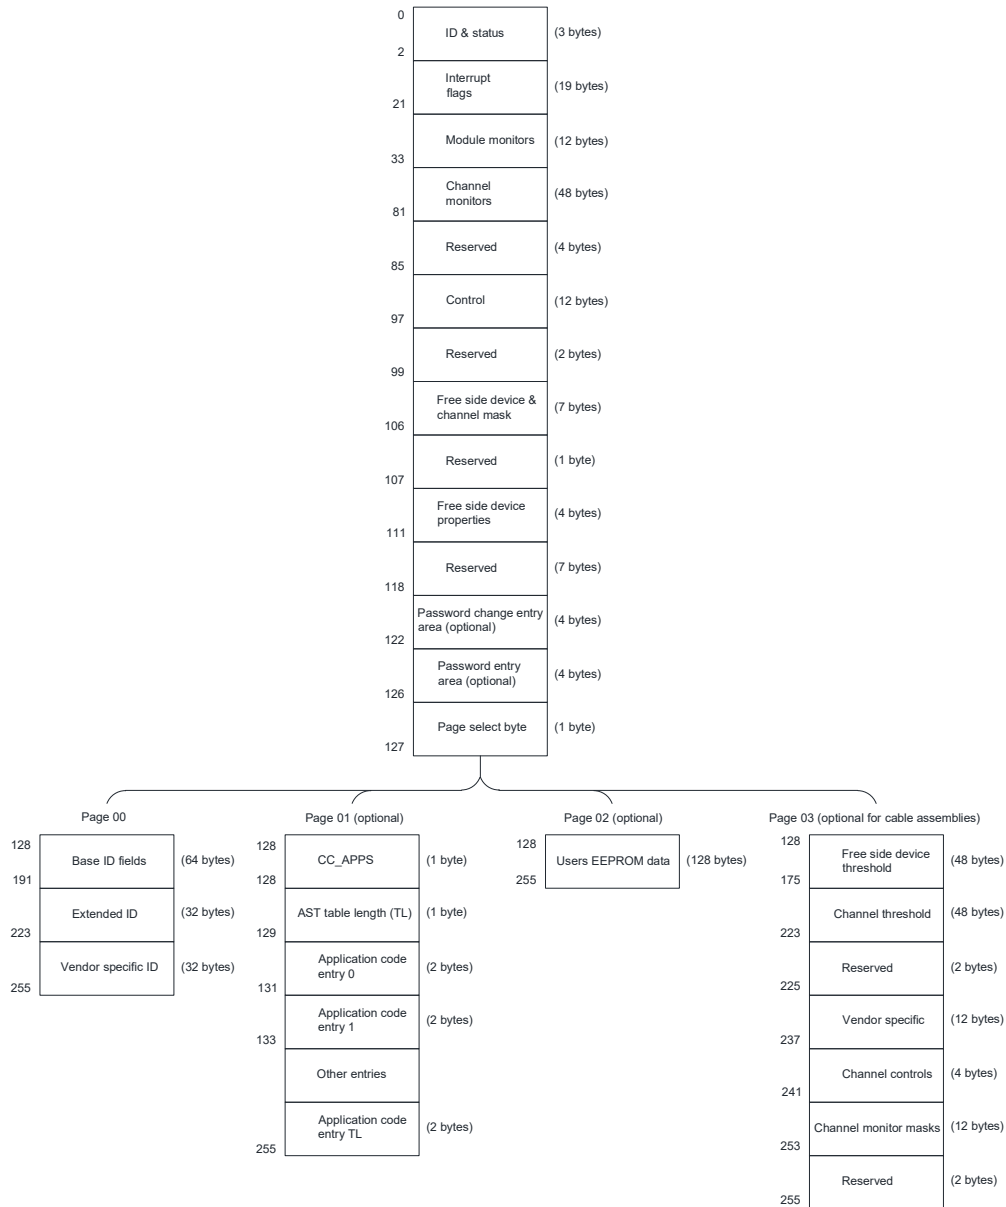 0
ID & status
(3 bytes)
2
Interrupt
flags
(19 bytes)
21
Module monitors
(12 bytes)
33
Channel
monitors
(48 bytes)
81
Reserved
(4 bytes)
85
Control
(12 bytes)
97
Reserved
(2 bytes)
99
Free side device &
channel mask
(7 bytes)
106
Reserved
(1 byte)
107
Free side device
properties
(4 bytes)
111
Reserved
(7 bytes)
118
Password change entry
area (optional)
(4 bytes)
122
Password entry
area (optional)
(4 bytes)
126
Page select byte
(1 byte)
127
Page 00
128
Base ID fields
(64 bytes)
191
Extended ID
(32 bytes)
223
Vendor specific ID
(32 bytes)
255
Page 01 (optional)
128
CC_APPS
(1 byte)
128
AST table length (TL)
(1 byte)
129
Application code
entry 0
(2 bytes)
131
Application code
entry 1
(2 bytes)
133
Other entries
Application code
entry TL
(2 bytes)
255
Page 02 (optional)
128
Users EEPROM data
(128 bytes)
255
Page 03 (optional for cable assemblies)
128
Free side device
threshold
(48 bytes)
175
Channel threshold
(48 bytes)
223
Reserved
(2 bytes)
225
Vendor specific
(12 bytes)
237
Channel controls
(4 bytes)
241
Channel monitor masks
(12 bytes)
253
Reserved
(2 bytes)
255